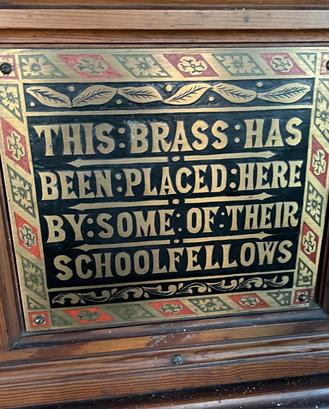 THIS : BRASS : HAS
BEEN : PLACED : HERE
BY : SOME : OF : THEIR
SCHOOLFELLOWS